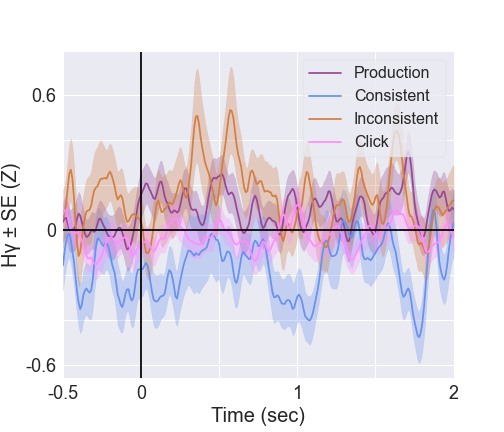 Production
Consistent
Inconsistent
Click
0.6
0
-0.6
Hγ ± SE (Z)
-0.5 0 1 2
Time (sec)